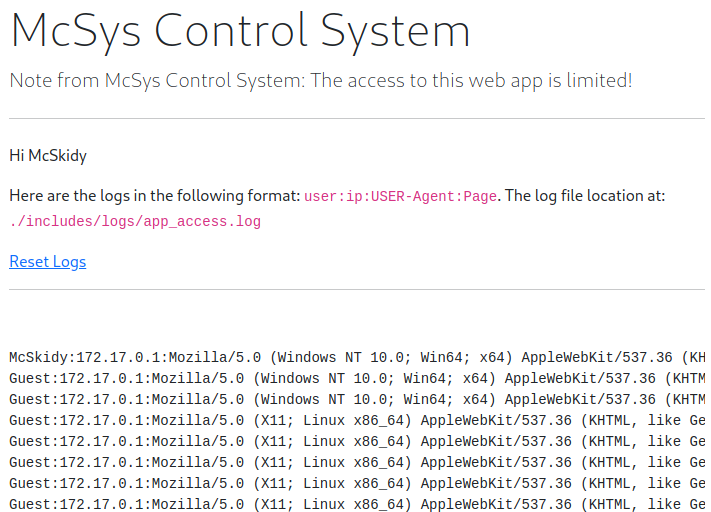 McSys Control System
Note from McSys Control System: The access to this web app is limited!
Hi McSkidy
Here are the logs in the following format: user:ip:USER-Agent:Page. The log file location at:
./includes/logs/app_access.log
Reset Logs
McSkidy:172.17.0.1:Mozilla/5.0 (Windows NT 10.0; Win64; x64) AppleWebKit/537.36 (KH
Guest:172.17.0.1:Mozilla/5.0 (Windows NT 10.0; Win64; x64) AppleWebKit/537.36 (KHTM
Guest:172.17.0.1:Mozilla/5.0 (Windows NT 10.0; Win64; x64) AppleWebKit/537.36 (KHTM
Guest:172.17.0.1:Mozilla/5.0 (X11; Linux x86_64) AppleWebKit/537.36 (KHTML, like Ge
Guest:172.17.0.1:Mozilla/5.0 (X11; Linux x86_64) AppleWebKit/537.36 (KHTML, like Ge
Guest:172.17.0.1:Mozilla/5.0 (X11; Linux x86_64) AppleWebKit/537.36 (KHTML, like Ge
Guest:172.17.0.1:Mozilla/5.0 (X11; Linux x86_64) AppleWebKit/537.36 (KHTML, like Ge
Guest:172.17.0.1:Mozilla/5.0 (X11; Linux x86_64) AppleWebKit/537.36 (KHTML, like Ge